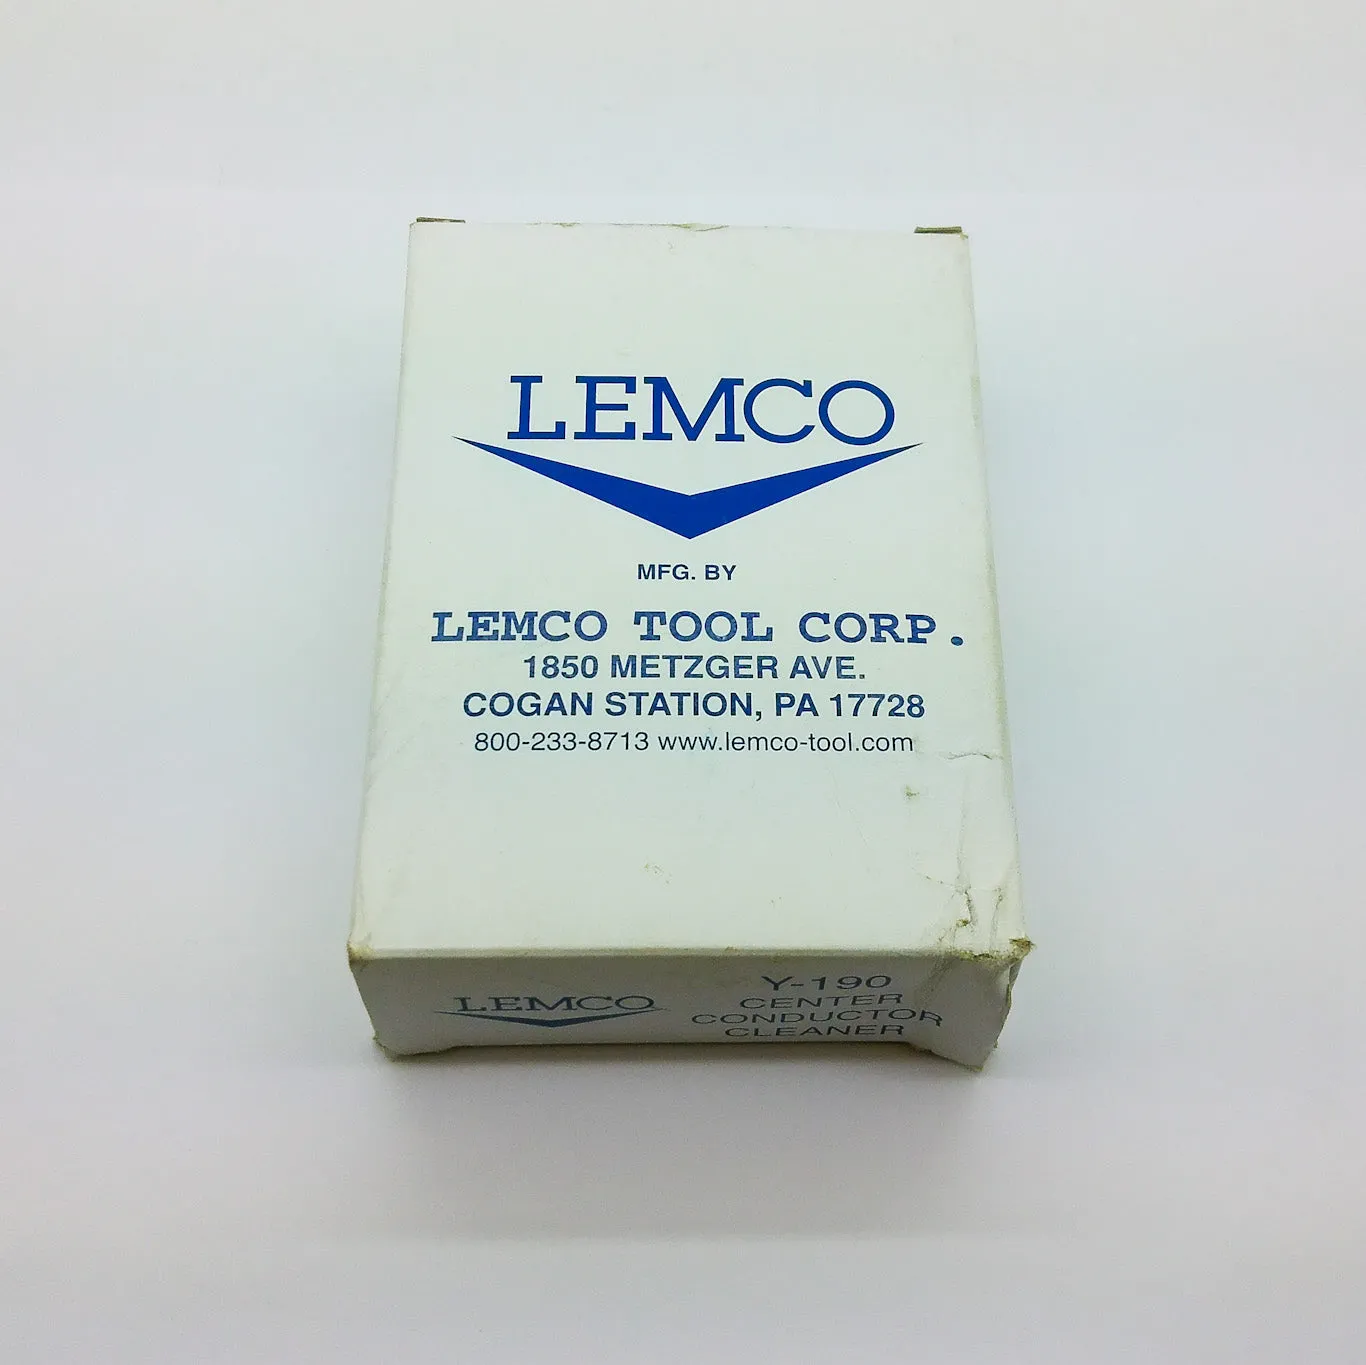 LEMCO
MFG. BY
LEMCO TOOL CORP.
1850 METZGER AVE.
COGAN STATION, PA 17728
800-233-8713 www.lemco-tool.com
LEMCO
Y-190
CENTER
CONDUCTOR
CLEANER